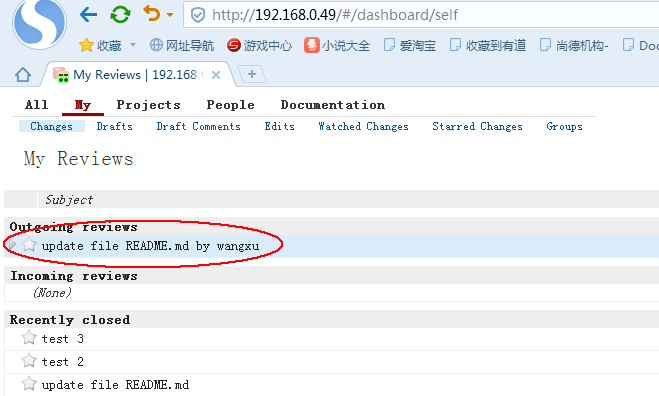 http://192.168.0.49/#/dashboard/self
收藏 网址导航 游戏中心 小说大全 爱淘宝 收藏到有道 尚德机构- Doc
My Reviews | 192.168
All My Projects People Documentation
Changes Drafts Draft Comments Edits Watched Changes Starred Changes Groups
My Reviews
Subject
Outgoing reviews
update file README.md by wangxu
Incoming reviews
(None)
Recently closed
test 3
test 2
update file README.md